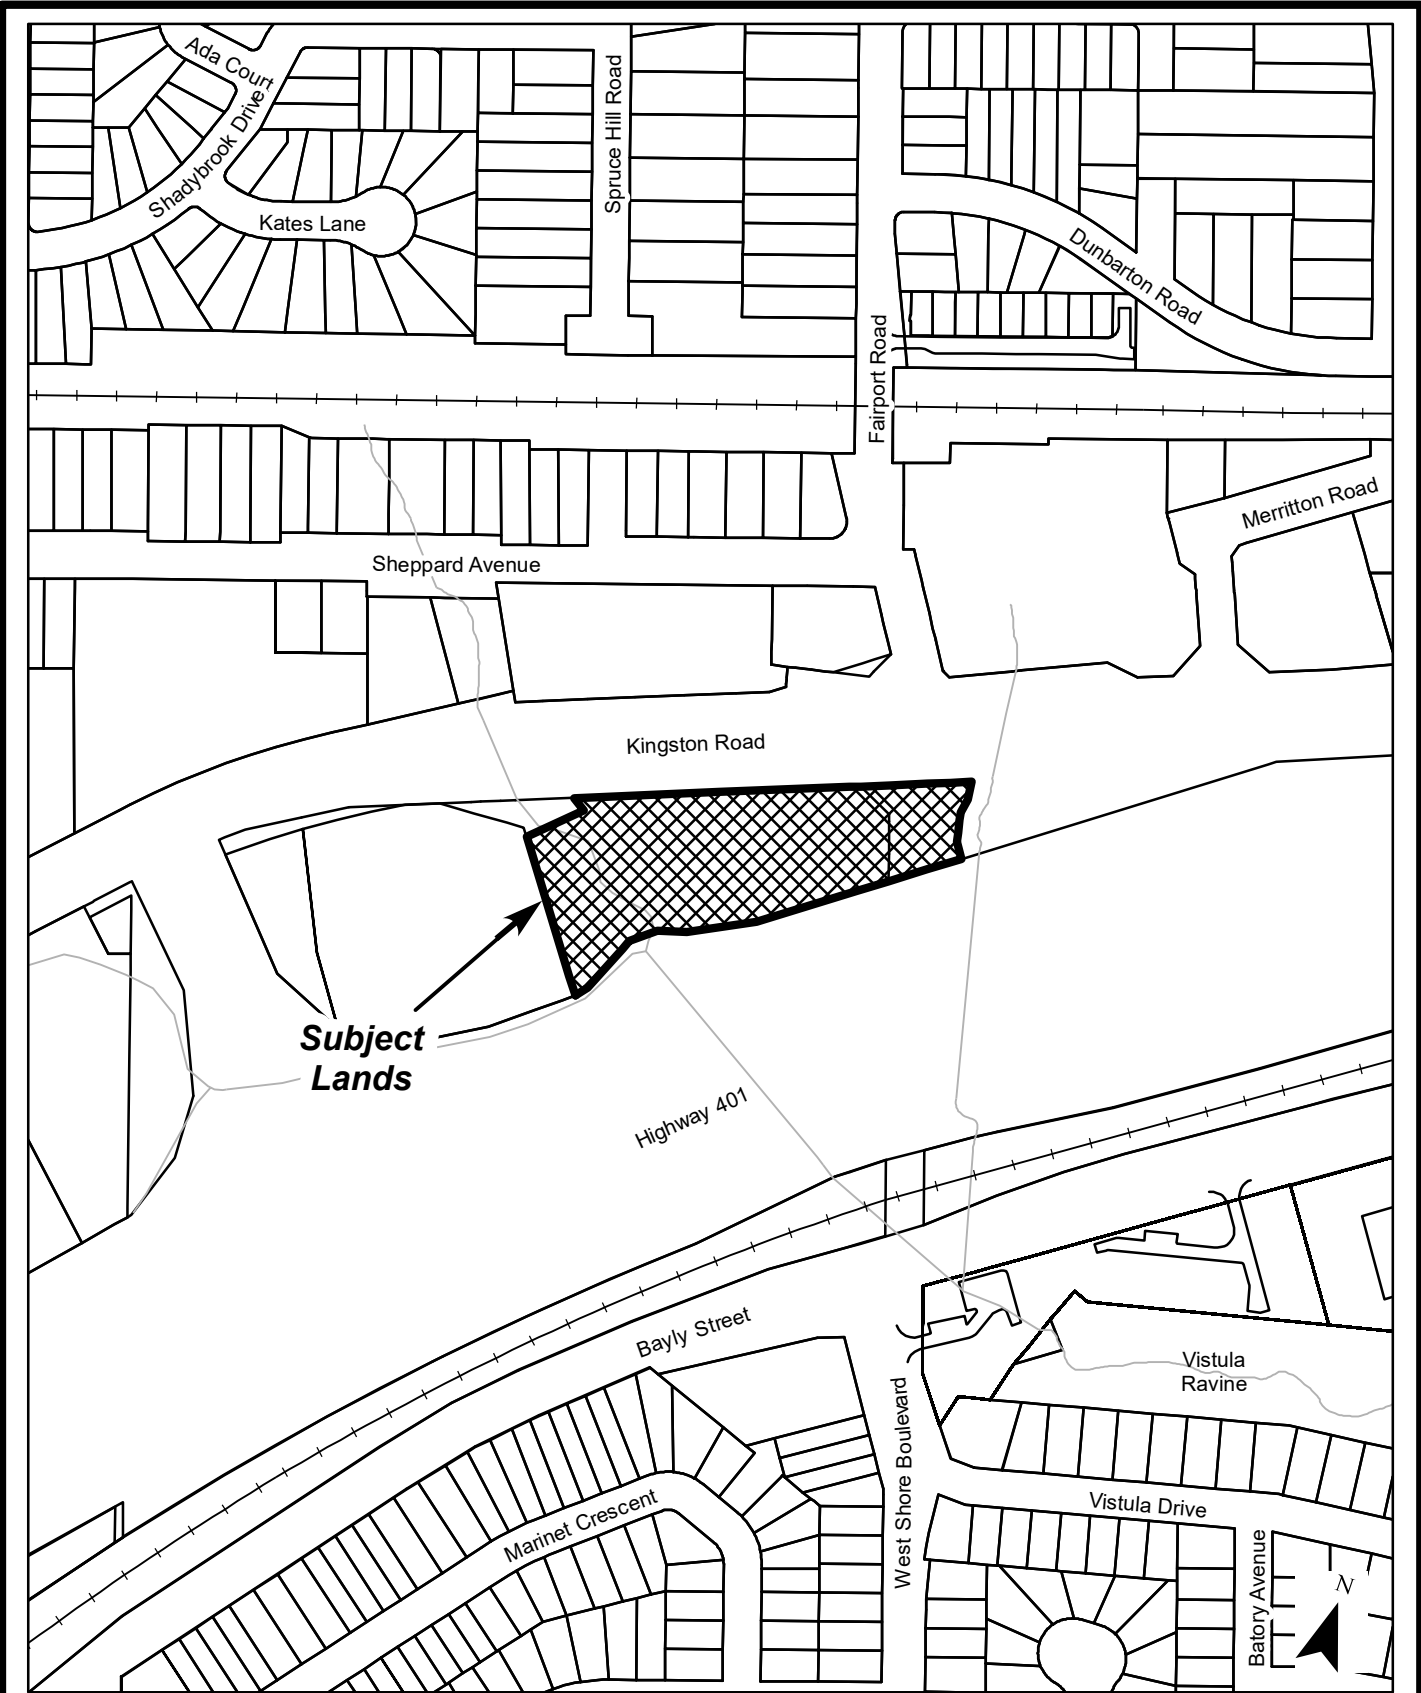 Ada Court
Shadybrook Drive
Kates Lane
Spruce Hill Road
Dunbarton Road
Fairport Road
Merritton Road
Sheppard Avenue
Kingston Road
Subject
Lands
Highway 401
Bayly Street
Vistula
Ravine
West Shore Boulevard
Marinet Crescent
Vistula Drive
Batory Avenue
N